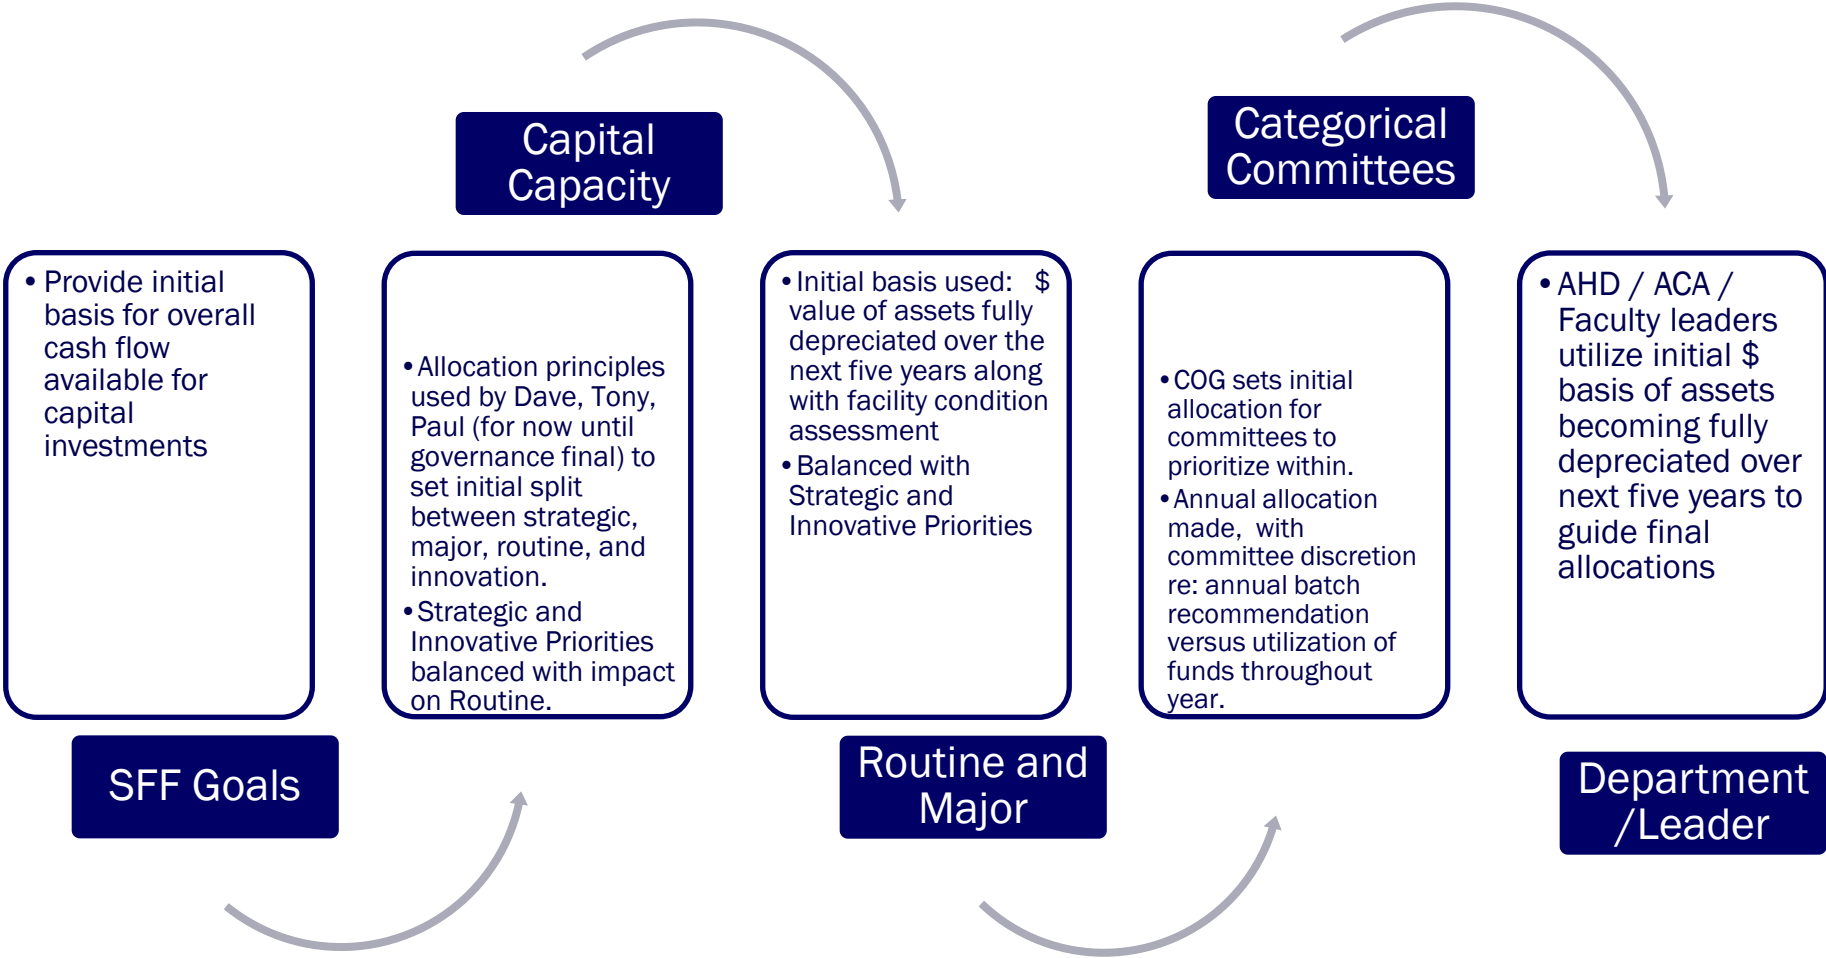 Capital
Capacity
Categorical
Committees
• Provide initial
basis for overall
cash flow
available for
capital
investments
• Allocation principles
used by Dave, Tony,
Paul (for now until
governance final) to
set initial split
between strategic,
major, routine, and
innovation.
• Strategic and
Innovative Priorities
balanced with impact
on Routine.
• Initial basis used: $
value of assets fully
depreciated over the
next five years along
with facility condition
assessment
• Balanced with
Strategic and
Innovative Priorities
• COG sets initial
allocation for
committees to
prioritize within.
• Annual allocation
made, with
committee discretion
re: annual batch
recommendation
versus utilization of
funds throughout
year.
• AHD / ACA /
Faculty leaders
utilize initial $
basis of assets
becoming fully
depreciated over
next five years to
guide final
allocations
SFF Goals
Routine and
Major
Department
/Leader